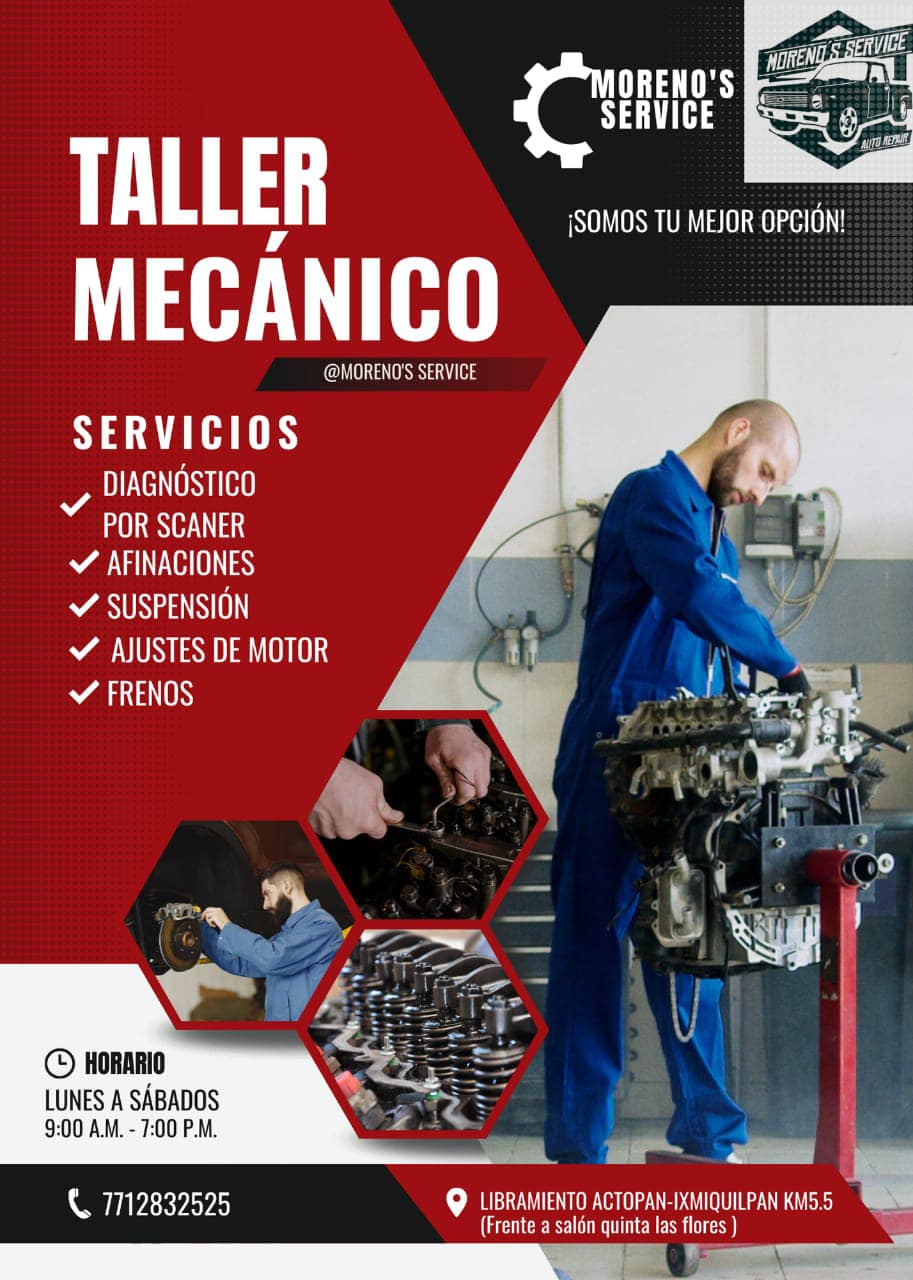 MORENO'S
SERVICE
MORENO'S SERVICE
AUTO REPAIR
¡SOMOS TU MEJOR OPCIÓN!
TALLER
MECÁNICO
@MORENO'S SERVICE
SERVICIOS
DIAGNÓSTICO
POR SCANER
AFINACIONES
SUSPENSIÓN
AJUSTES DE MOTOR
FRENOS
HORARIO
LUNES A SÁBADOS
9:00 A.M. - 7:00 P.M.
7712832525
LIBRAMIENTO ACTOPAN-IXMIQUILPAN KM5.5
(Frente a salón quinta las flores )